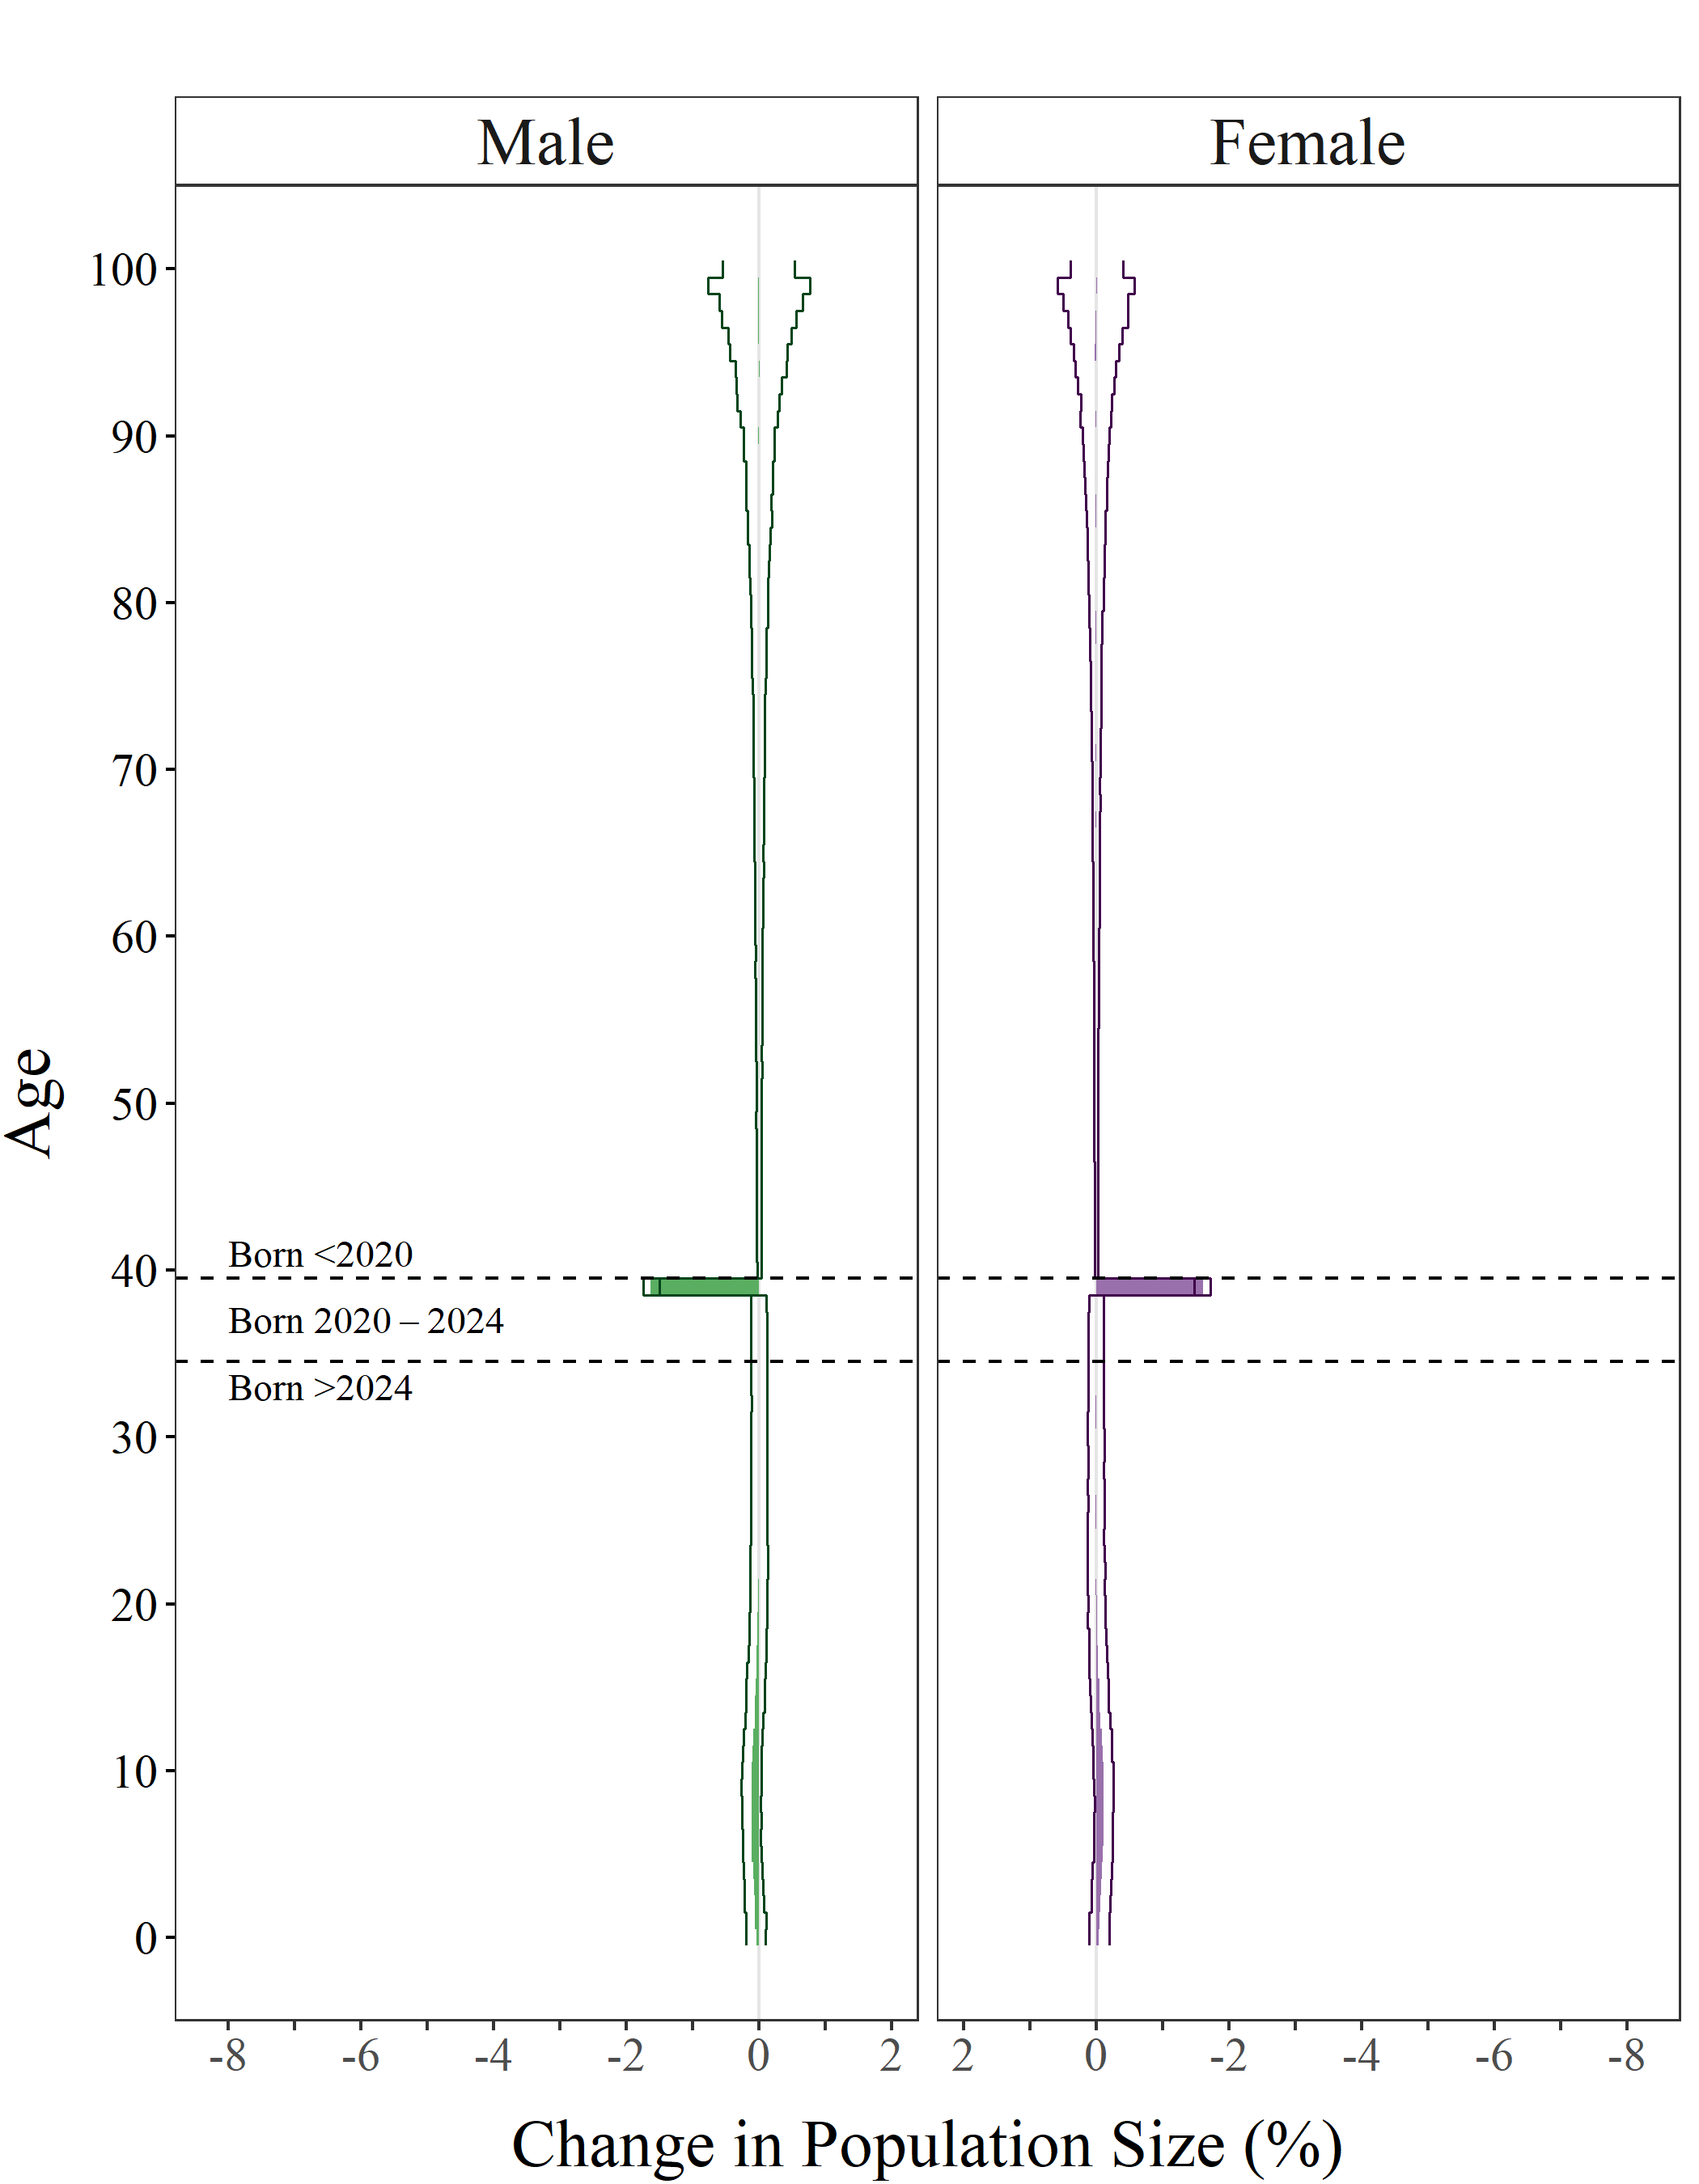 Male
Female
100
90
80
70
60
50
40
30
20
10
0
Age
Born <2020
Born 2020 – 2024
Born >2024
-8 -6 -4 -2 0 2
2 0 -2 -4 -6 -8
Change in Population Size (%)